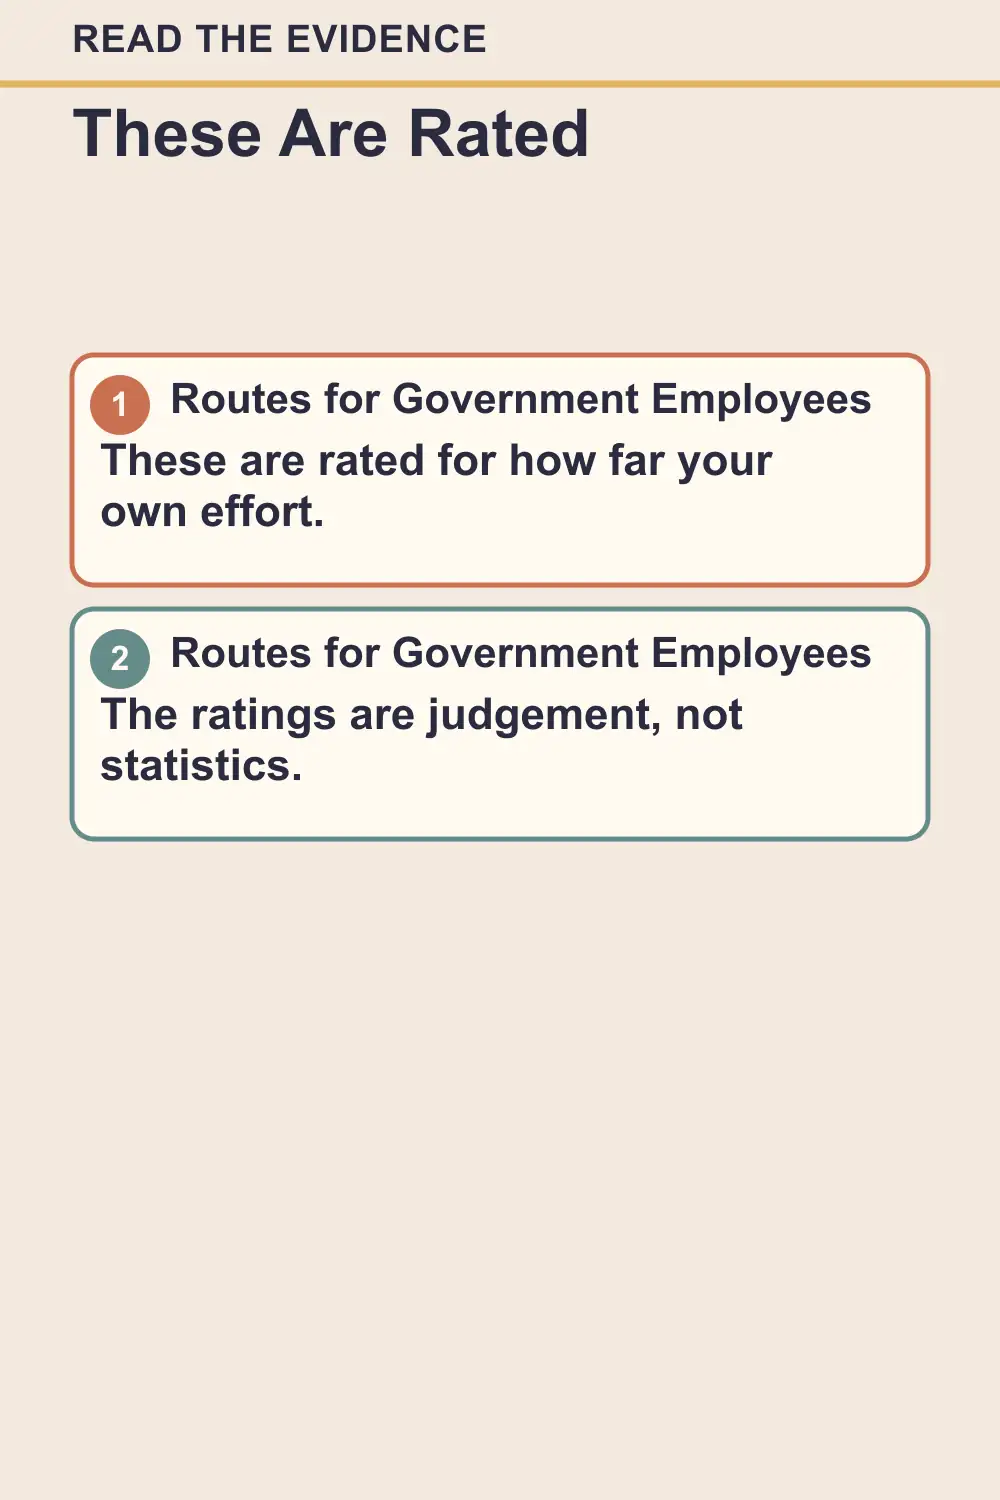 READ THE EVIDENCE
These Are Rated
1 Routes for Government Employees
These are rated for how far your
own effort.
2 Routes for Government Employees
The ratings are judgement, not
statistics.